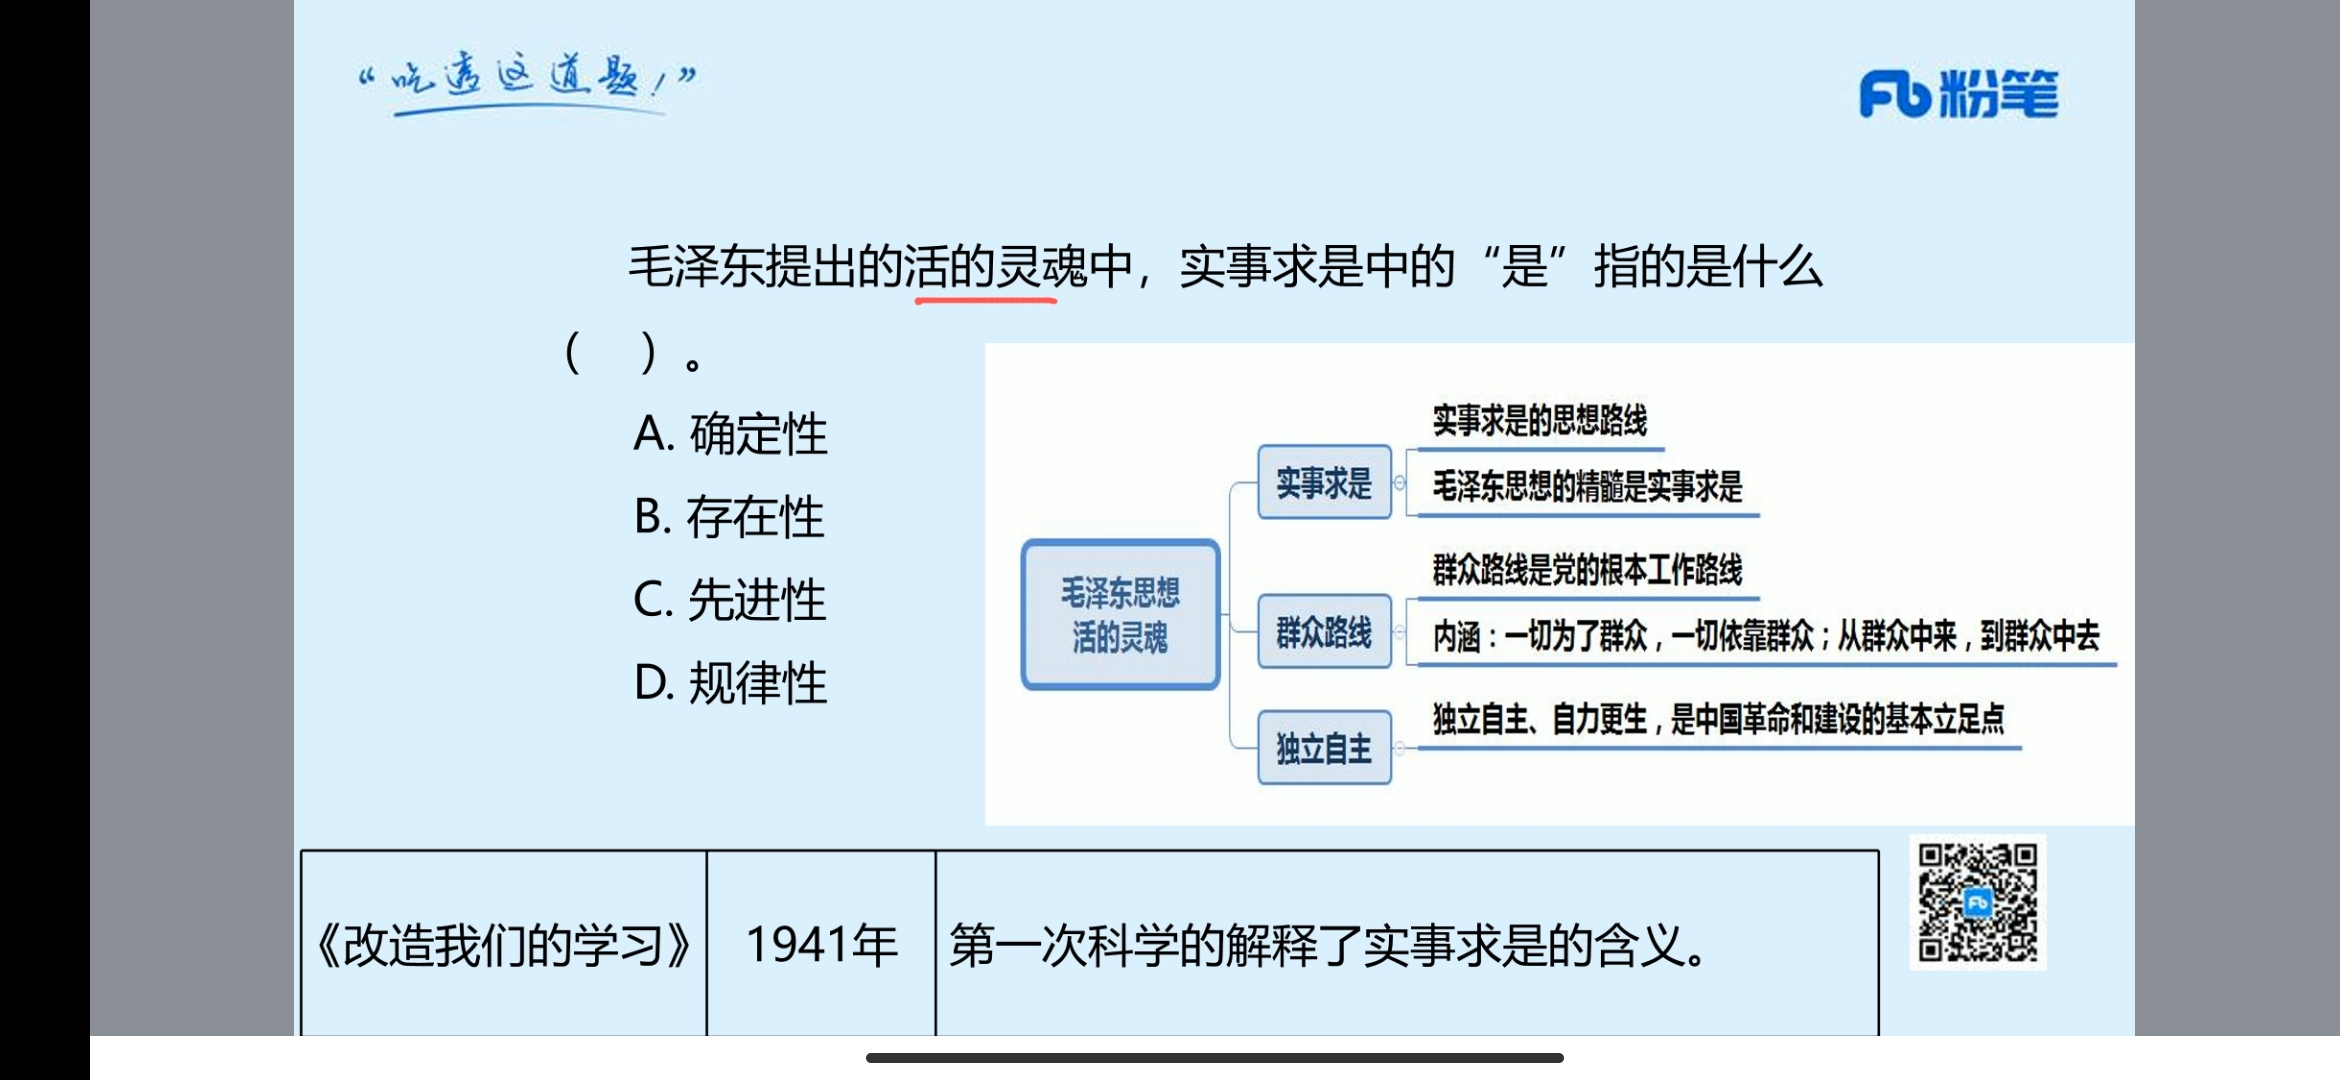 “吃透这道题！”
粉笔
毛泽东提出的活的灵魂中，实事求是中的“是”指的是什么
（　）。
A. 确定性
B. 存在性
C. 先进性
D. 规律性
毛泽东思想
活的灵魂
实事求是
实事求是的思想路线
毛泽东思想的精髓是实事求是
群众路线
群众路线是党的根本工作路线
内涵：一切为了群众，一切依靠群众；从群众中来，到群众中去
独立自主
独立自主、自力更生，是中国革命和建设的基本立足点
《改造我们的学习》 1941年 第一次科学的解释了实事求是的含义。